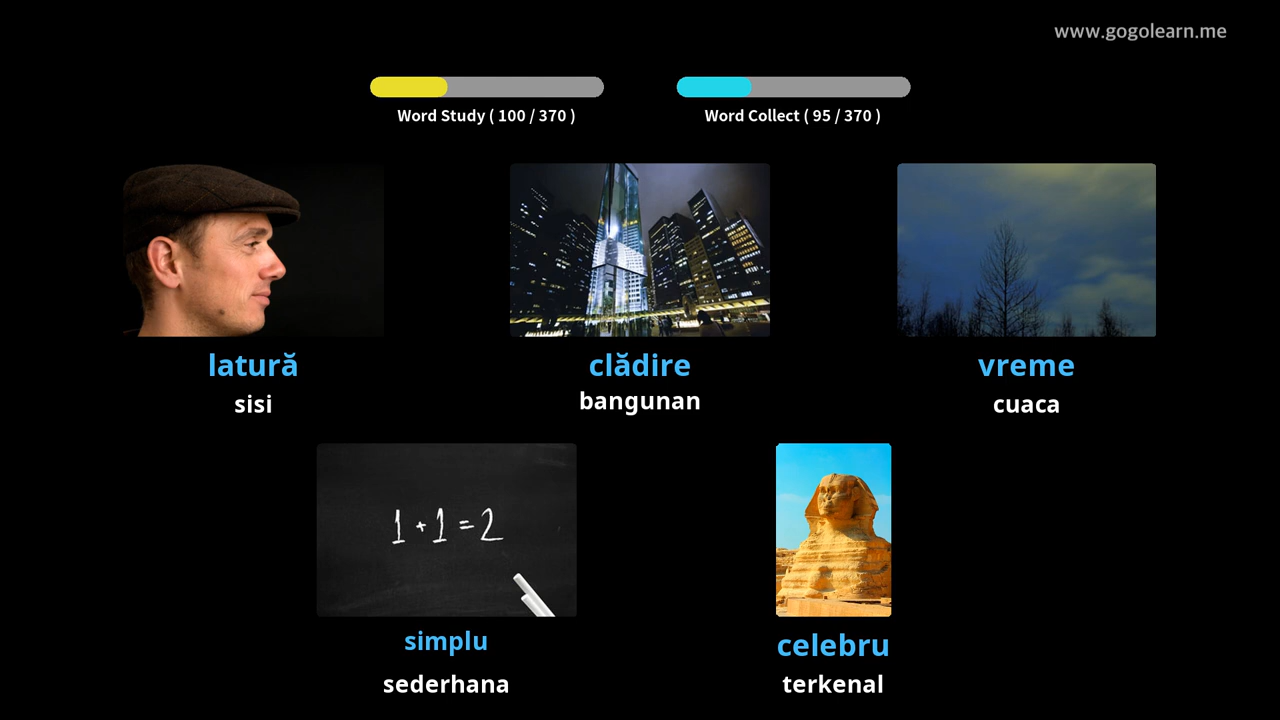 www.gogolearn.me
Word Study ( 100 / 370 )
Word Collect ( 95 / 370 )
latură
sisi
clădire
bangunan
vreme
cuaca
1 + 1 = 2
simplu
sederhana
celebru
terkenal